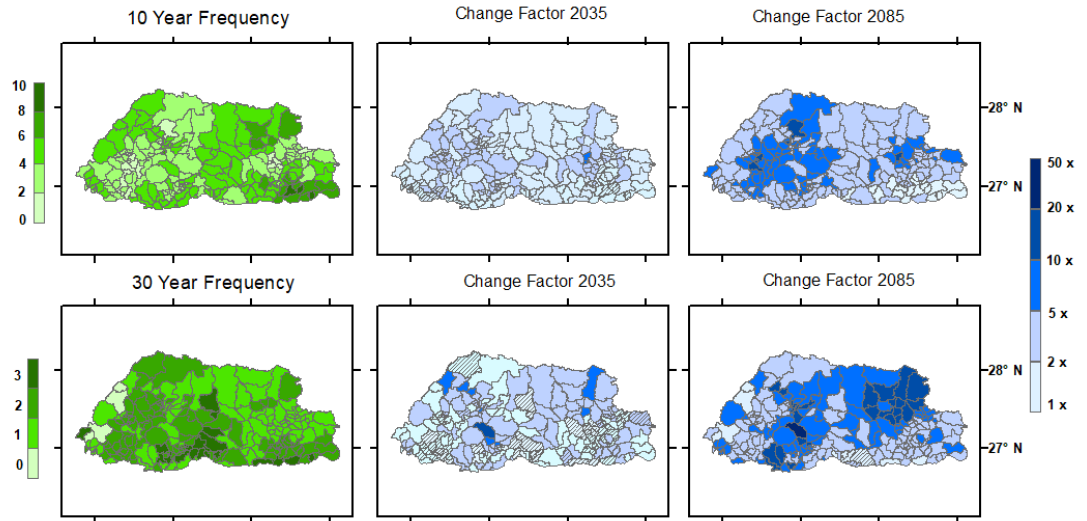 10 Year Frequency
Change Factor 2035
Change Factor 2085
10
8
6
4
2
0
28° N
27° N
50 x
20 x
10 x
5 x
2 x
1 x
30 Year Frequency
Change Factor 2035
Change Factor 2085
3
2
1
0
28° N
27° N